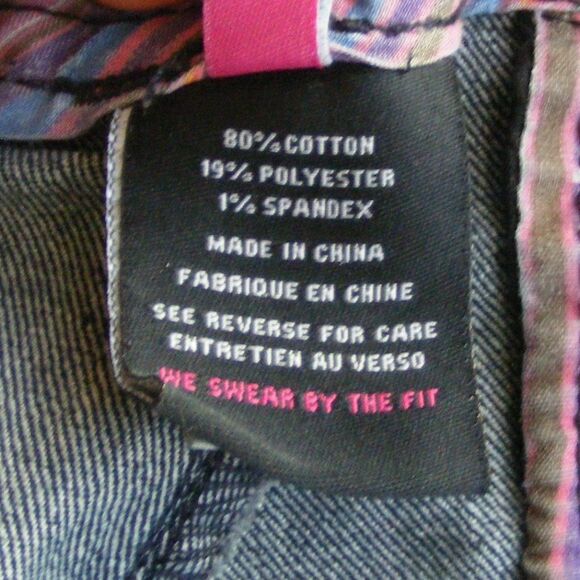 80% COTTON
19% POLYESTER
1% SPANDEX
MADE IN CHINA
FABRIQUE EN CHINE
SEE REVERSE FOR CARE
ENTRETIEN AU VERSO
WE SWEAR BY THE FIT